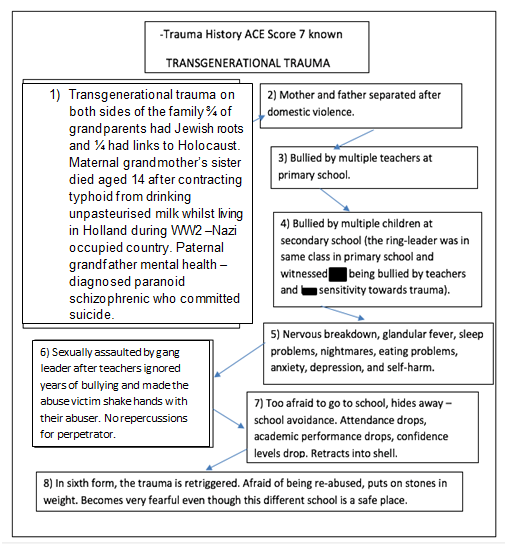 -Trauma History ACE Score 7 known
TRANSGENERATIONAL TRAUMA
1) Transgenerational trauma on
both sides of the family ¾ of
grandparents had Jewish roots
and ¼ had links to Holocaust.
Maternal grandmother's sister
died aged 14 after contracting
typhoid from drinking
unpasteurised milk whilst living
in Holland during WW2 –Nazi
occupied country. Paternal
grandfather mental health –
diagnosed paranoid
schizophrenic who committed
suicide.
2) Mother and father separated after
domestic violence.
3) Bullied by multiple teachers at
primary school.
4) Bullied by multiple children at
secondary school (the ring-leader was in
same class in primary school and
witnessed being bullied by teachers
and sensitivity towards trauma).
5) Nervous breakdown, glandular fever, sleep
problems, nightmares, eating problems,
anxiety, depression, and self-harm.
6) Sexually assaulted by gang
leader after teachers ignored
years of bullying and made the
abuse victim shake hands with
their abuser. No repercussions
for perpetrator.
7) Too afraid to go to school, hides away –
school avoidance. Attendance drops,
academic performance drops, confidence
levels drop. Retracts into shell.
8) In sixth form, the trauma is retriggered. Afraid of being re-abused, puts on stones in
weight. Becomes very fearful even though this different school is a safe place.